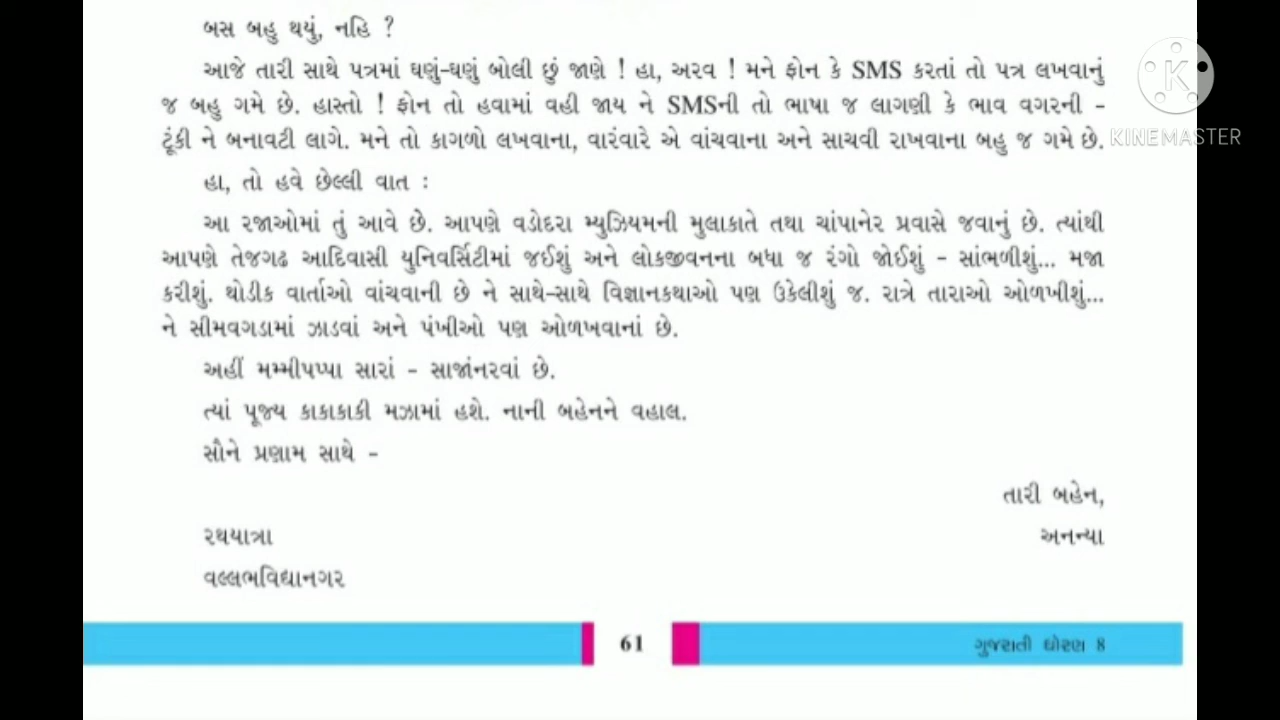 બસ બહુ થયું, નહિ ?
આજે તારી સાથે પત્રમાં ઘણું-ઘણું બોલી છું જાણે ! હા, અરવ ! મને ફોન કે SMS કરતાં તો પત્ર લખવાનું
જ બહુ ગમે છે. હાસ્તો ! ફોન તો હવામાં વહી જાય ને SMSની તો ભાષા જ લાગણી કે ભાવ વગરની -
ટૂંકી ને બનાવટી લાગે. મને તો કાગળો લખવાના, વારંવારે એ વાંચવાના અને સાચવી રાખવાના બહુ જ ગમે છે.
હા, તો હવે છેલ્લી વાત :
આ રજાઓમાં તું આવે છે. આપણે વડોદરા મ્યુઝિયમની મુલાકાતે તથા ચાંપાનેર પ્રવાસે જવાનું છે. ત્યાંથી
આપણે તેજગઢ આદિવાસી યુનિવર્સિટીમાં જઈશું અને લોકજીવનના બધા જ રંગો જોઈશું - સાંભળીશું... મજા
કરીશું. થોડીક વાર્તાઓ વાંચવાની છે ને સાથે-સાથે વિજ્ઞાનકથાઓ પણ ઉકેલીશું જ. રાત્રે તારાઓ ઓળખીશું...
ને સીમવગડામાં ઝાડવાં અને પંખીઓ પણ ઓળખવાનાં છે.
અહીં મમ્મીપપ્પા સારાં - સાજાંનરવાં છે.
ત્યાં પૂજ્ય કાકાકાકી મઝામાં હશે. નાની બહેનને વહાલ.
સૌને પ્રણામ સાથે -
તારી બહેન,
રથયાત્રા અનન્યા
વલ્લભવિદ્યાનગર
61 ગુજરાતી ધોરણ 8
K
KINEMASTER